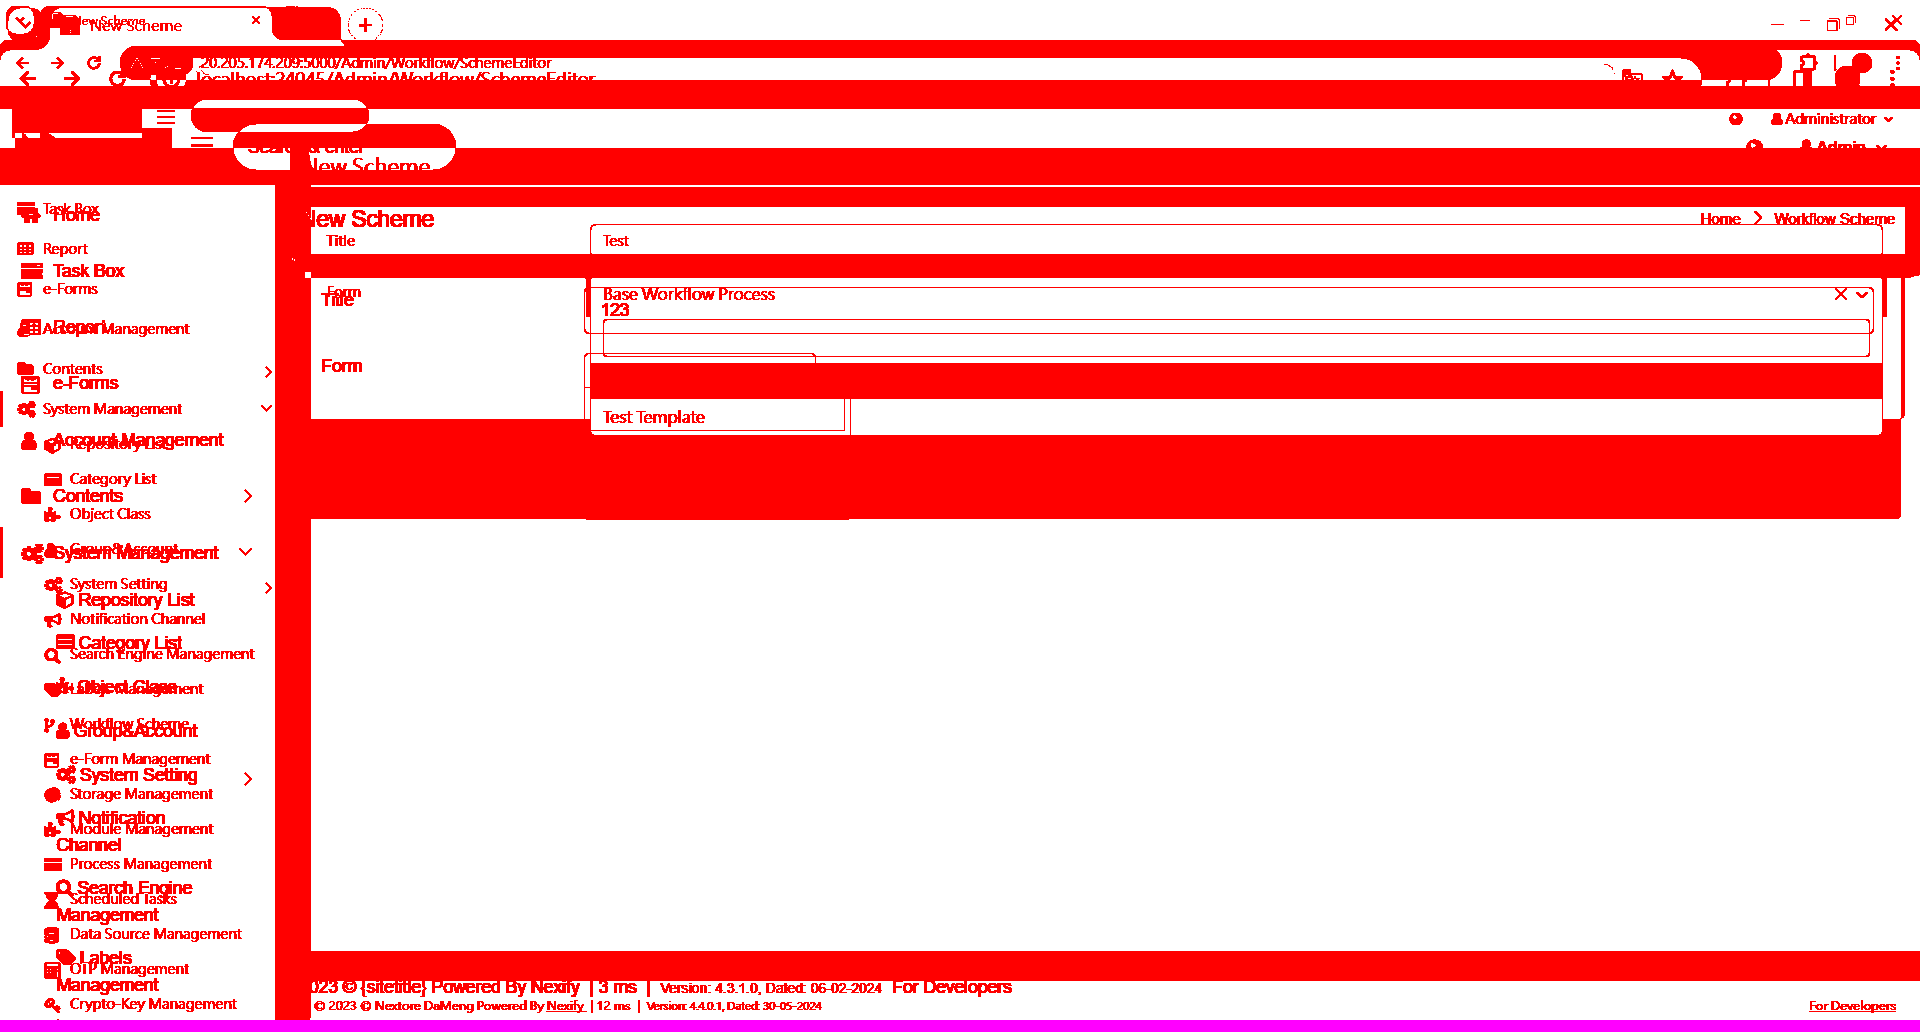 New Scheme
New Scheme
20.205.174.209:5000/Admin/Workflow/SchemeEditor
localhost:24045/Admin/Workflow/SchemeEditor
Administrator
Admin
New Scheme
Task Box
Home
New Scheme
Home > Workflow Scheme
Title
Test
Report
Task Box
e-Forms
Form
Base Workflow Process
Title
123
Report
Account Management
Form
Contents
e-Forms
System Management
Test Template
Account Management
Repository List
Category List
Contents
Object Class
Group&Account
System Management
System Setting
Repository List
Notification Channel
Category List
Search Engine Management
Object Class
Management
Workflow Scheme
Group&Account
e-Form Management
System Setting
Storage Management
Notification
Module Management
Channel
Process Management
Search Engine
Scheduled Tasks
Management
Data Source Management
Labels
OTP Management
Management
023 © {sitetitle} Powered By Nexify | 3 ms | Version: 4.3.1.0, Dated: 06-02-2024 For Developers
Crypto-Key Management
© 2023 © Nextore DaMeng Powered By Nexify | 12 ms | Version: 4.4.0.1, Dated: 30-05-2024
For Developers